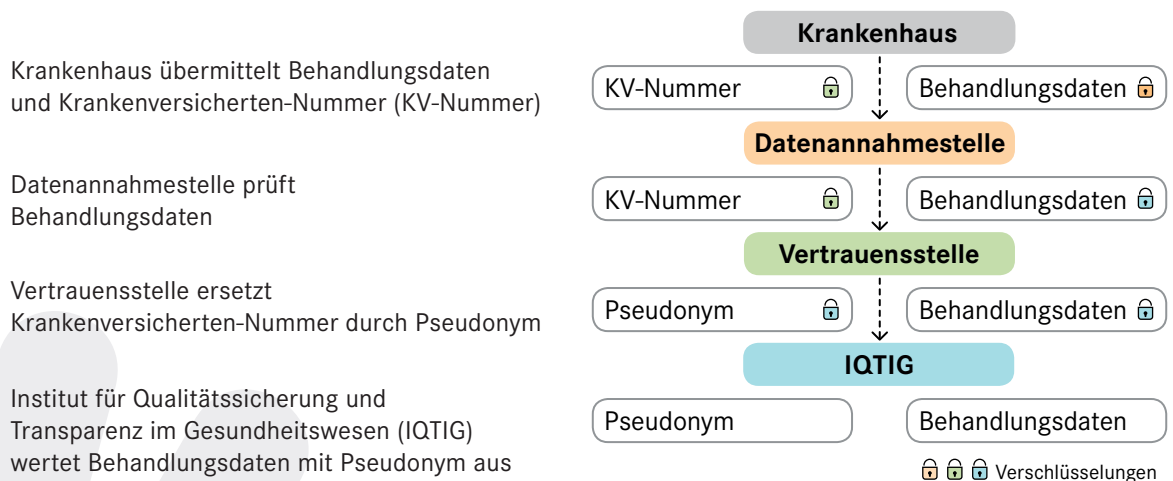 Krankenhaus
Krankenhaus übermittelt Behandlungsdaten
und Krankenversicherten-Nummer (KV-Nummer)
KV-Nummer
Behandlungsdaten
Datenannahmestelle
Datenannahmestelle prüft
Behandlungsdaten
KV-Nummer
Behandlungsdaten
Vertrauensstelle
Vertrauensstelle ersetzt
Krankenversicherten-Nummer durch Pseudonym
Pseudonym
Behandlungsdaten
IQTIG
Institut für Qualitätssicherung und
Transparenz im Gesundheitswesen (IQTIG)
wertet Behandlungsdaten mit Pseudonym aus
Pseudonym
Behandlungsdaten
Verschlüsselungen